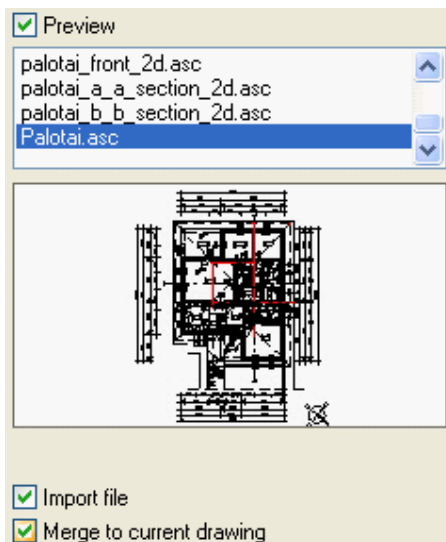 Preview
palotai_front_2d.asc
palotai_a_a_section_2d.asc
palotai_b_b_section_2d.asc
Palotai.asc
Import file
Merge to current drawing